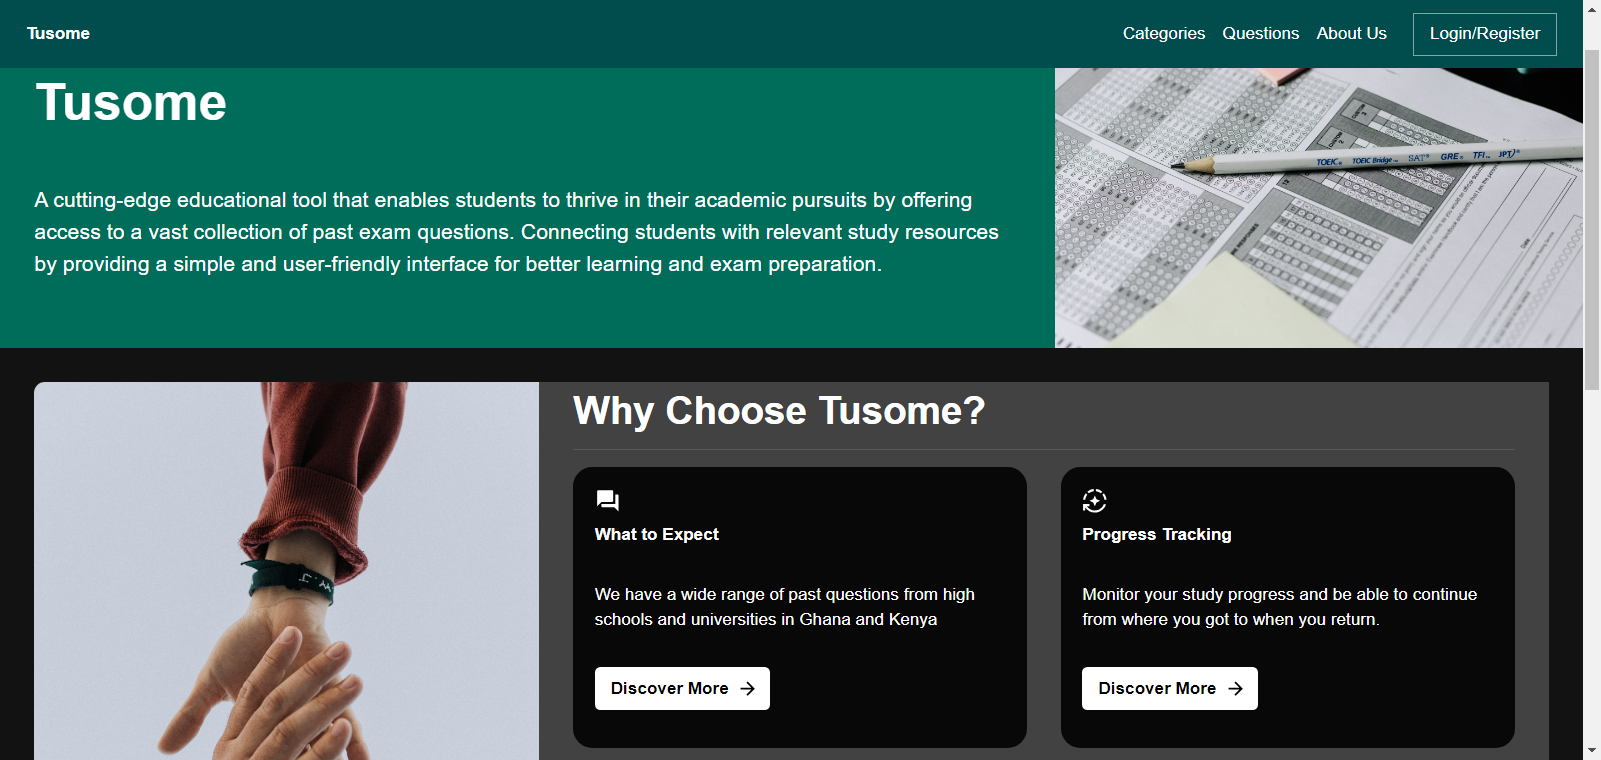 Tusome
Categories
Questions
About Us
Login/Register
Tusome
TOEIC® TOEIC Bridge™ SAT® GRE® TFI™ JPT®
A cutting-edge educational tool that enables students to thrive in their academic pursuits by offering
access to a vast collection of past exam questions. Connecting students with relevant study resources
by providing a simple and user-friendly interface for better learning and exam preparation.
Why Choose Tusome?
What to Expect
We have a wide range of past questions from high
schools and universities in Ghana and Kenya
Discover More
Progress Tracking
Monitor your study progress and be able to continue
from where you got to when you return.
Discover More